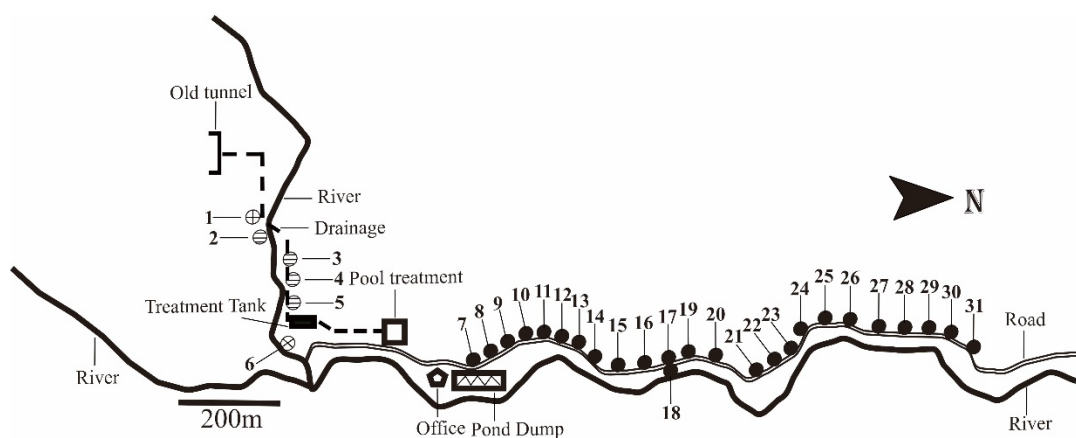 Old tunnel
River
1
N
Drainage
2
3
4
Pool treatment
5
Treatment Tank
6
7
8
9
10
11
12
13
14
15
16
17
19
20
21
22
23
24
25
26
27
28
29
30
31
Road
River
18
200m
Office
Pond Dump
River